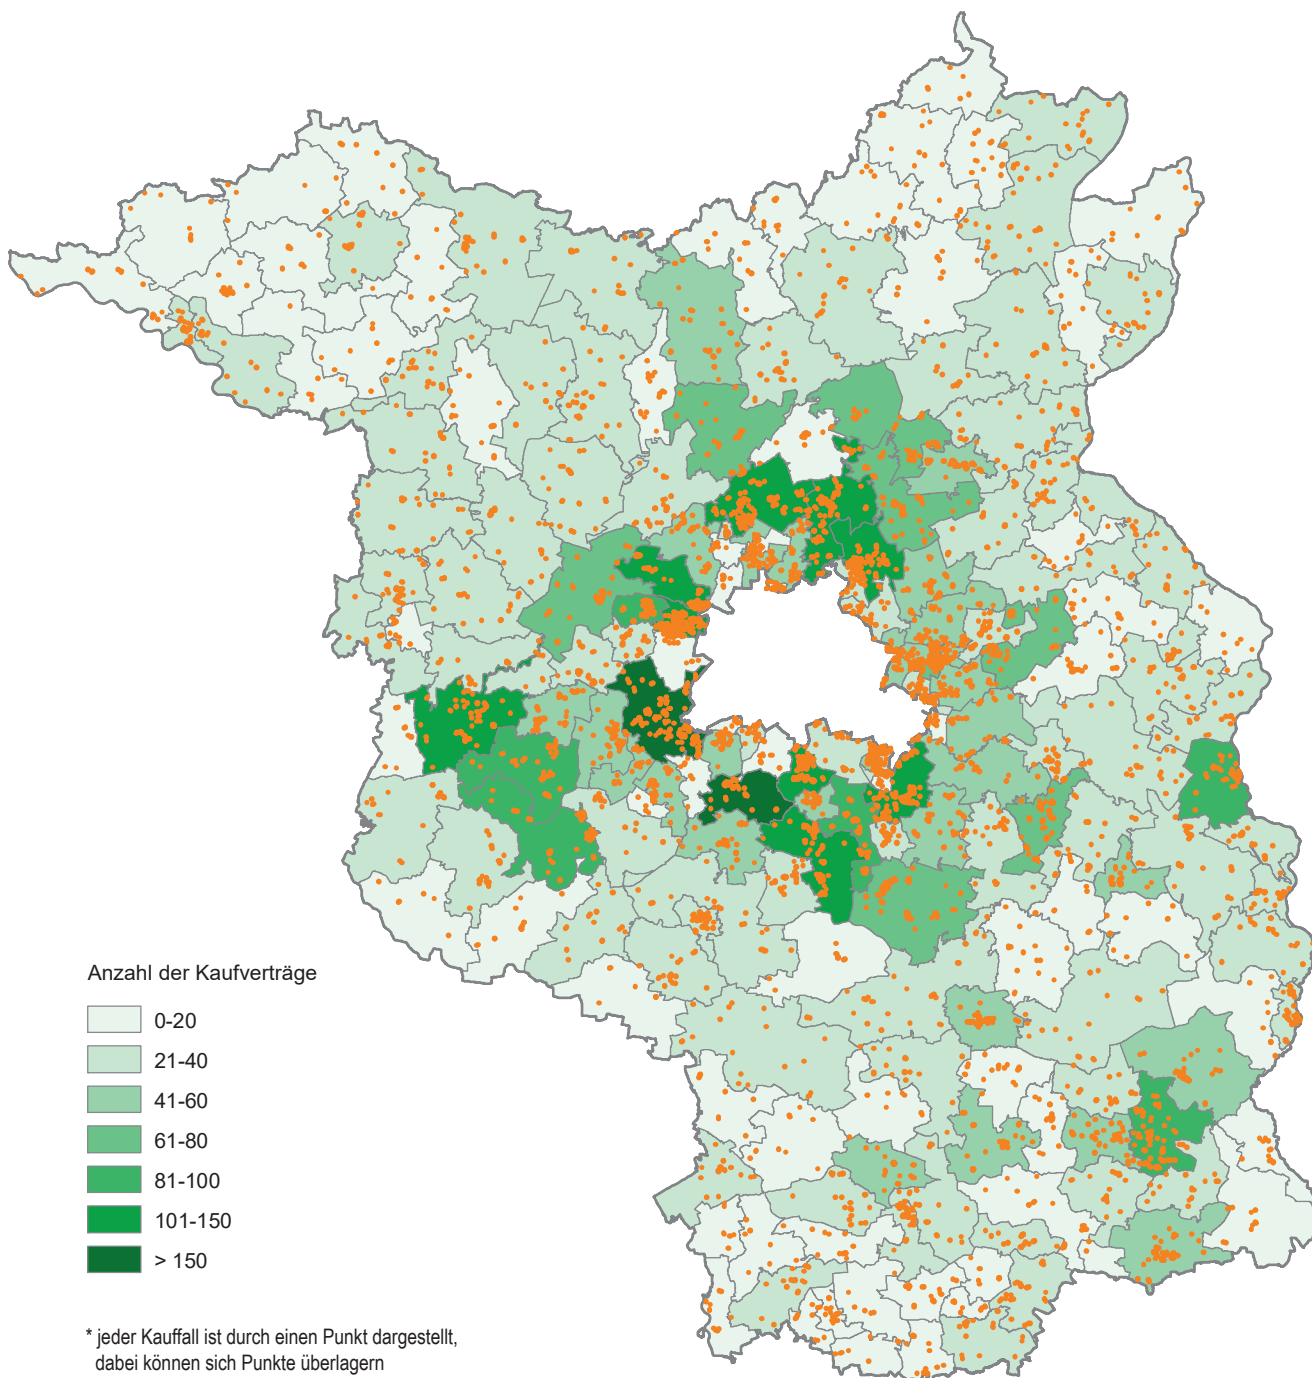 Anzahl der Kaufverträge
0-20
21-40
41-60
61-80
81-100
101-150
> 150
* jeder Kauffall ist durch einen Punkt dargestellt,
dabei können sich Punkte überlagern